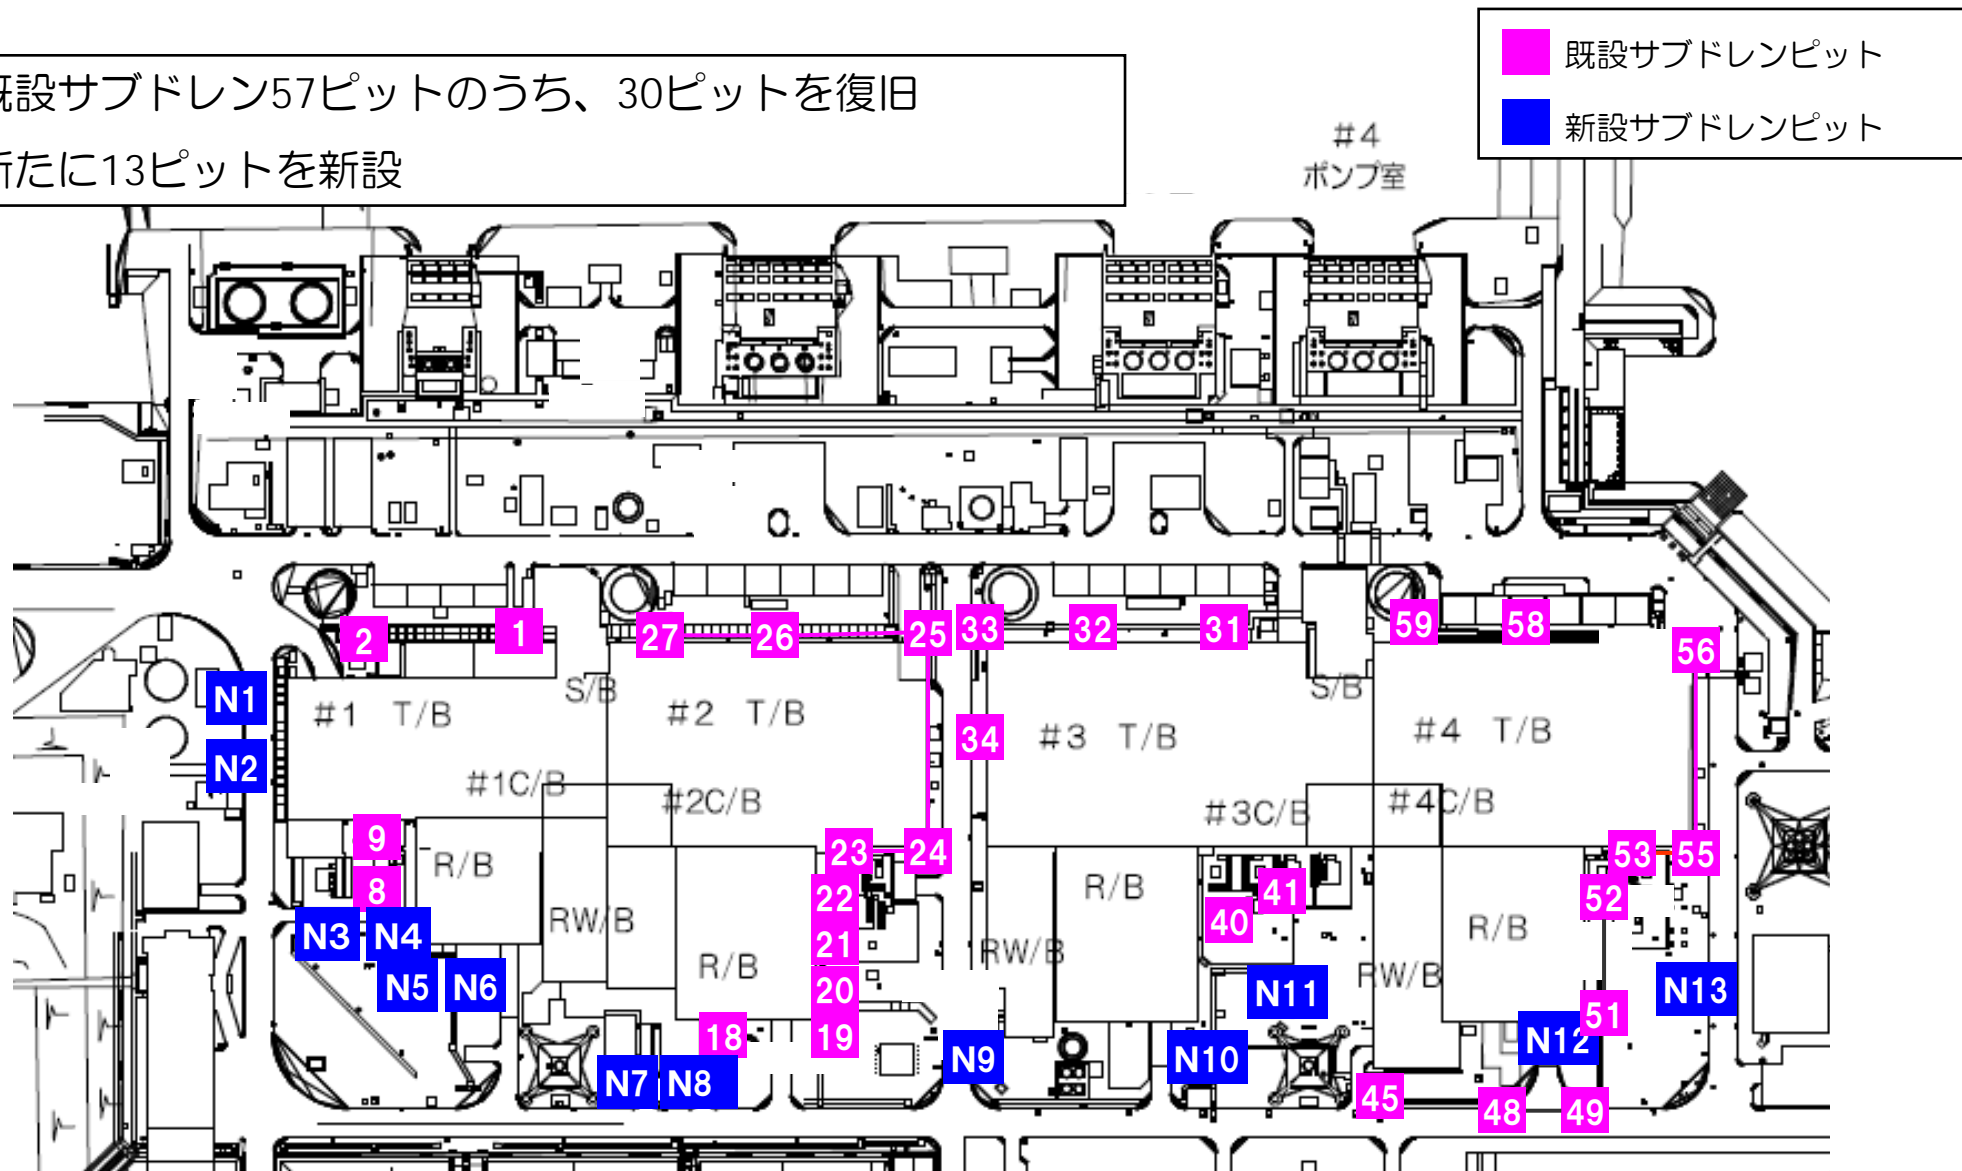 既設サブドレン57ピットのうち、30ピットを復旧
新たに13ピットを新設
既設サブドレンピット
新設サブドレンピット
#4
ポンプ室
2
1
27
26
25
33
32
31
59
58
56
N1
N2
#1 T/B
S/B
#2 T/B
34
#3 T/B
S/B
#4 T/B
#1C/B
#2C/B
#3C/B
#4C/B
9
8
R/B
23
24
22
21
20
19
18
RW/B
R/B
R/B
41
40
RW/B
53
55
52
R/B
RW/B
51
N3
N4
N5
N6
N7
N8
N9
N10
N11
N12
N13
45
48
49